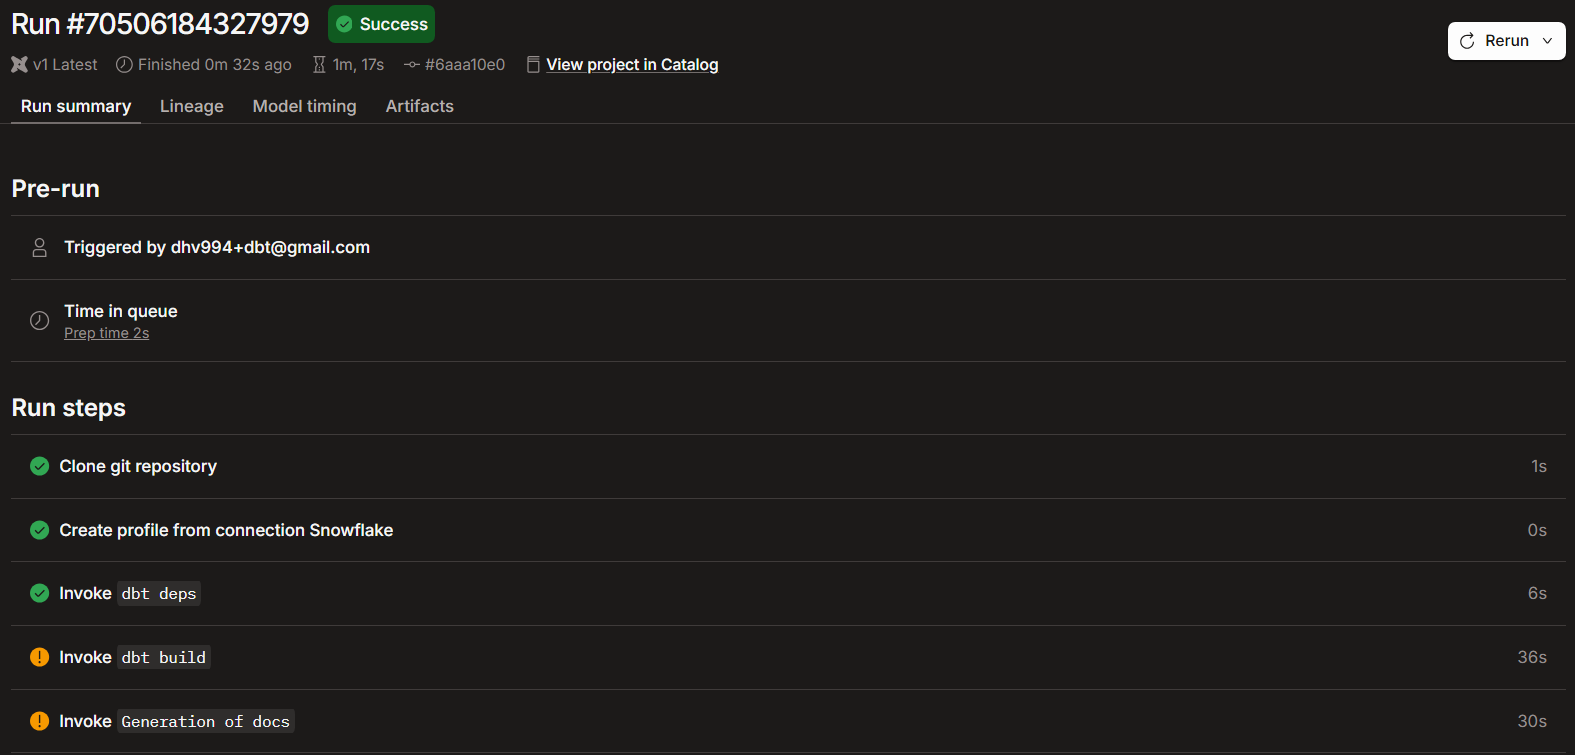 Run #70506184327979 Success
Rerun
v1 Latest Finished 0m 32s ago 1m, 17s #6aaa10e0 View project in Catalog
Run summary Lineage Model timing Artifacts
Pre-run
Triggered by dhv994+dbt@gmail.com
Time in queue
Prep time 2s
Run steps
Clone git repository 1s
Create profile from connection Snowflake 0s
Invoke dbt deps 6s
Invoke dbt build 36s
Invoke Generation of docs 30s